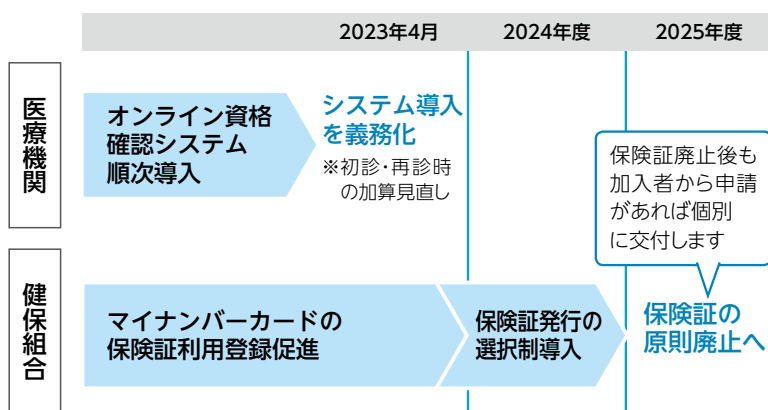 2023年4月
2024年度
2025年度
医療機関
オンライン資格
確認システム
順次導入
システム導入
を義務化
※初診・再診時
の加算見直し
保険証廃止後も
加入者から申請
があれば個別
に交付します
健保組合
マイナンバーカードの
保険証利用登録促進
保険証発行の
選択制導入
保険証の
原則廃止へ